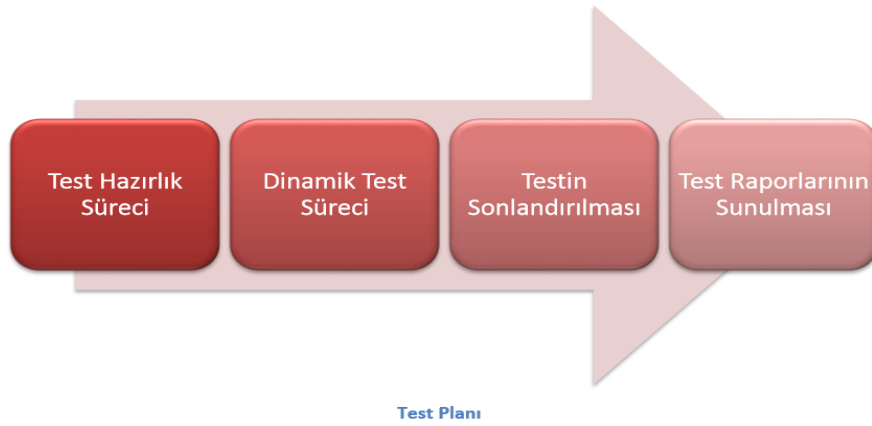 Test Hazırlık
Süreci
Dinamik Test
Süreci
Testin
Sonlandırılması
Test Raporlarının
Sunulması
Test Planı